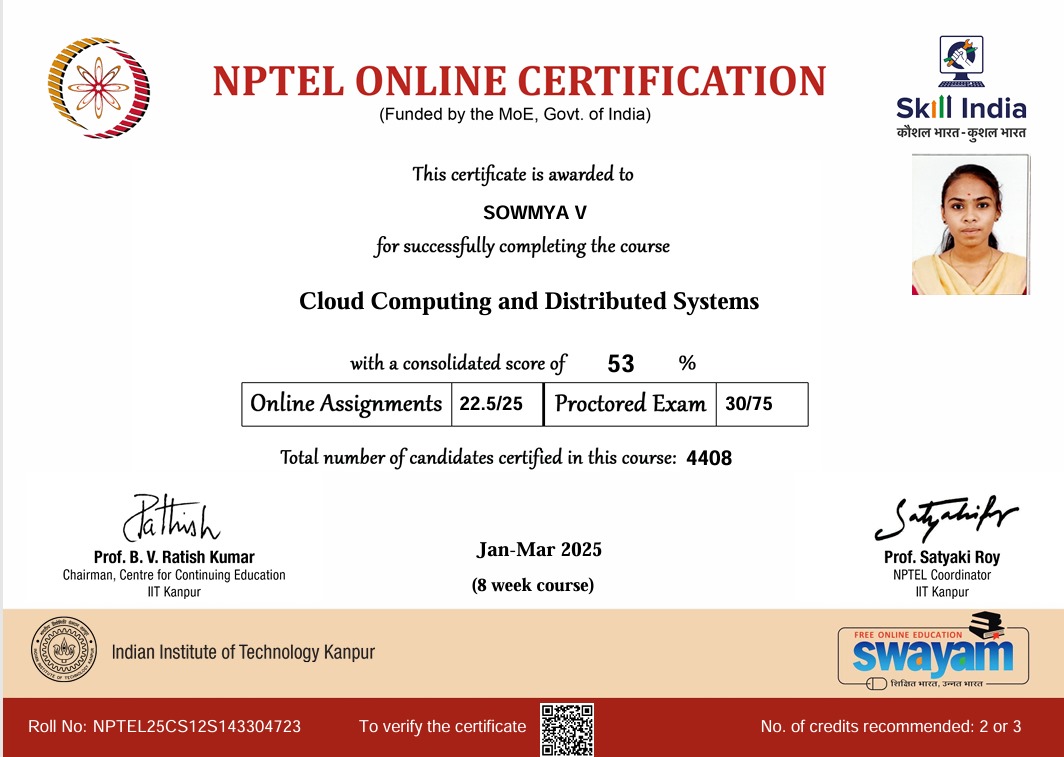 NPTEL ONLINE CERTIFICATION
(Funded by the MoE, Govt. of India)
Skill India
कौशल भारत-कुशल भारत
This certificate is awarded to
SOWMYA V
for successfully completing the course
Cloud Computing and Distributed Systems
with a consolidated score of 53 %
Online Assignments 22.5/25 Proctored Exam 30/75
Total number of candidates certified in this course: 4408
Prof. B. V. Ratish Kumar
Chairman, Centre for Continuing Education
IIT Kanpur
Jan-Mar 2025
(8 week course)
Prof. Satyaki Roy
NPTEL Coordinator
IIT Kanpur
Indian Institute of Technology Kanpur
FREE ONLINE EDUCATION
swayam
शिक्षित भारत, उन्नत भारत
Roll No: NPTEL25CS12S143304723
To verify the certificate
No. of credits recommended: 2 or 3